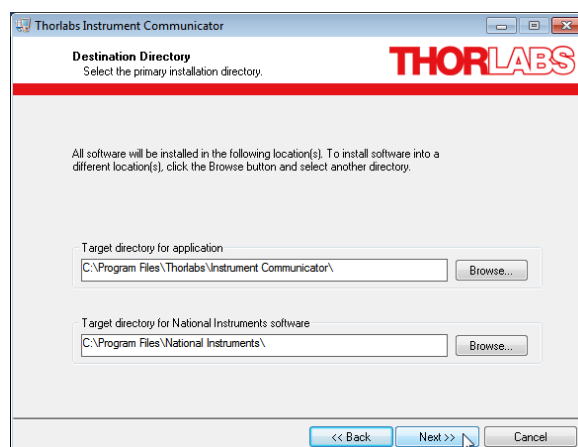 Thorlabs Instrument Communicator
Destination Directory
Select the primary installation directory.
THORLABS
All software will be installed in the following location(s). To install software into a
different location(s), click the Browse button and select another directory.
Target directory for application
C:\Program Files\Thorlabs\Instrument Communicator\
Browse...
Target directory for National Instruments software
C:\Program Files\National Instruments\
Browse...
<< Back
Next >>
Cancel